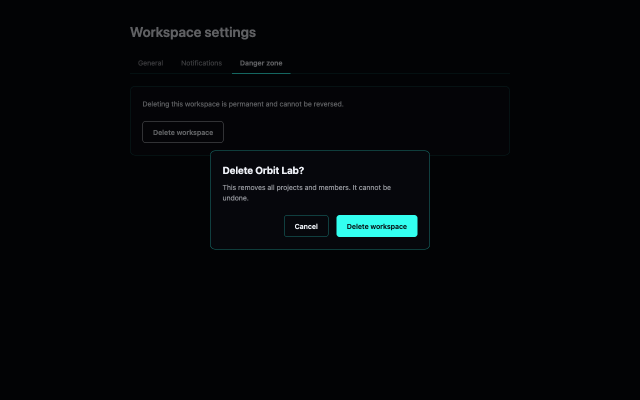 Workspace settings
General Notifications Danger zone
Deleting this workspace is permanent and cannot be reversed.
Delete workspace
Delete Orbit Lab?
This removes all projects and members. It cannot be
undone.
Cancel Delete workspace